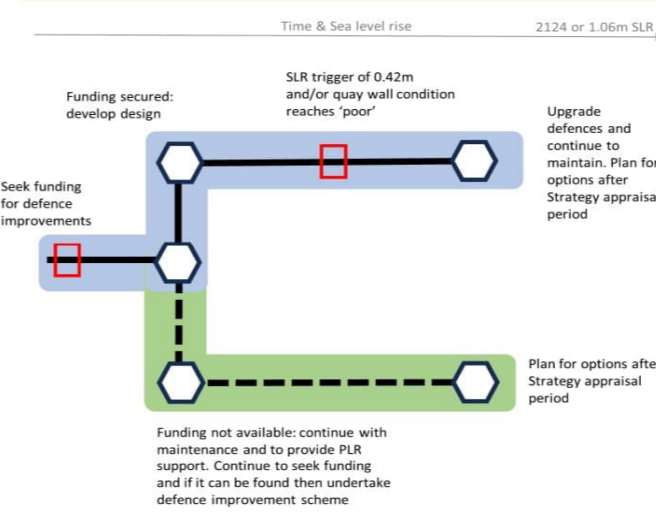 Time & Sea level rise
2124 or 1.06m SLR
Funding secured:
develop design
SLR trigger of 0.42m
and/or quay wall condition
reaches ‘poor’
Upgrade
defences and
continue to
maintain. Plan for
options after
Strategy appraisa
period
Seek funding
for defence
improvements
Plan for options afte
Strategy appraisal
period
Funding not available: continue with
maintenance and to provide PLR
support. Continue to seek funding
and if it can be found then undertake
defence improvement scheme